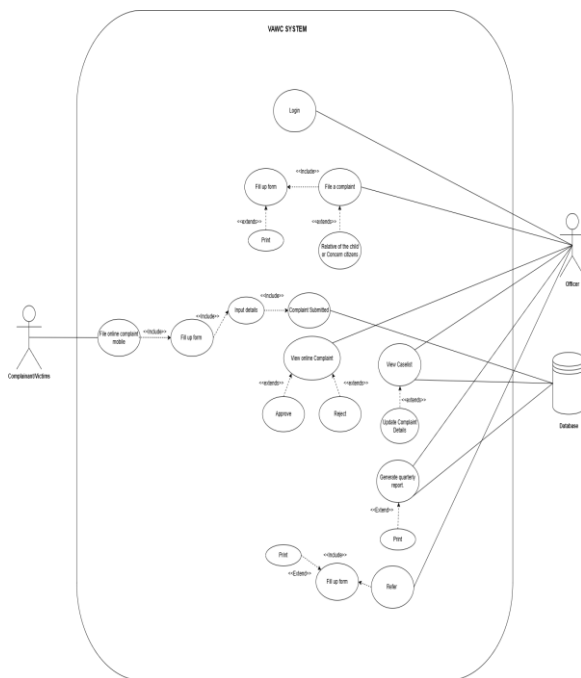 VAWC SYSTEM
Login
<<Include>>
Fill up form
File a complaint
<<extends>>
<<extends>>
Print
Relative of the child
or Concern citizens
Officer
Input details
<<Include>>
Complaint Submitted
<<Include>>
File online complaint
mobile
<<Include>>
Fill up form
Complainant/Victims
View online Complaint
View Caselist
<<extends>>
<<extends>>
<<extends>>
Approve
Reject
Update Complaint
Details
Database
Generate quarterly
report
<<Extend>>
Print
Print
<<Include>>
<<Extend>>
Fill up form
Refer